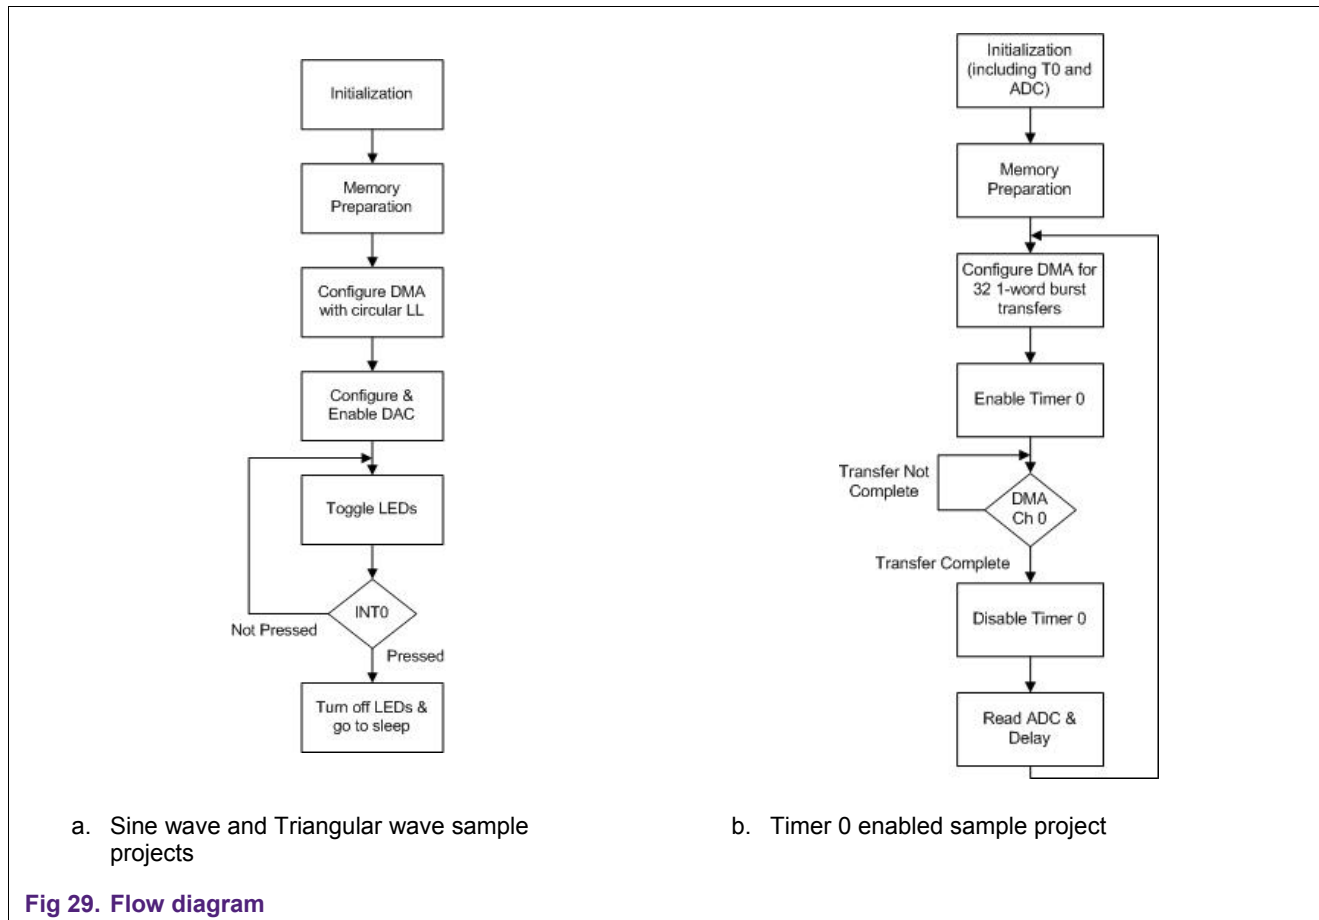 Initialization
Memory
Preparation
Configure DMA
with circular LL
Configure &
Enable DAC
Toggle LEDs
INT0
Not Pressed
Pressed
Turn off LEDs &
go to sleep
a. Sine wave and Triangular wave sample
projects
Initialization
(including T0 and
ADC)
Memory
Preparation
Configure DMA for
32 1-word burst
transfers
Enable Timer 0
Transfer Not
Complete
DMA
Ch 0
Transfer Complete
Disable Timer 0
Read ADC &
Delay
b. Timer 0 enabled sample project
Fig 29. Flow diagram